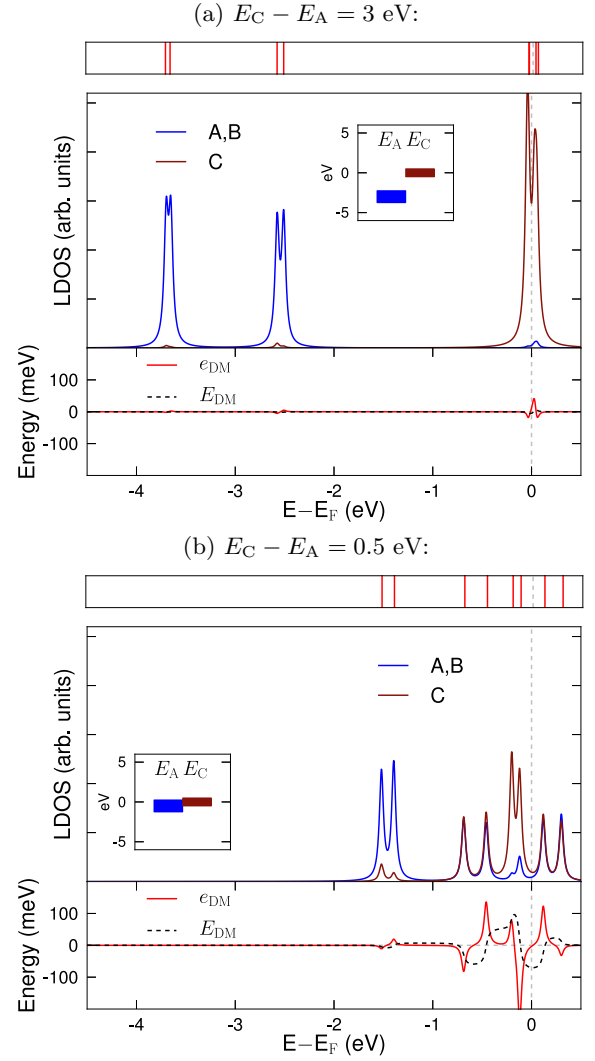 (a) E_C − E_A = 3 eV:
LDOS (arb. units)
A,B
C
E_A E_C
eV
5
0
-5
Energy (meV)
100
0
-100
e_DM
E_DM
-4 -3 -2 -1 0
E−E_F (eV)
(b) E_C − E_A = 0.5 eV:
LDOS (arb. units)
A,B
C
E_A E_C
eV
5
0
-5
Energy (meV)
100
0
-100
e_DM
E_DM
-4 -3 -2 -1 0
E−E_F (eV)